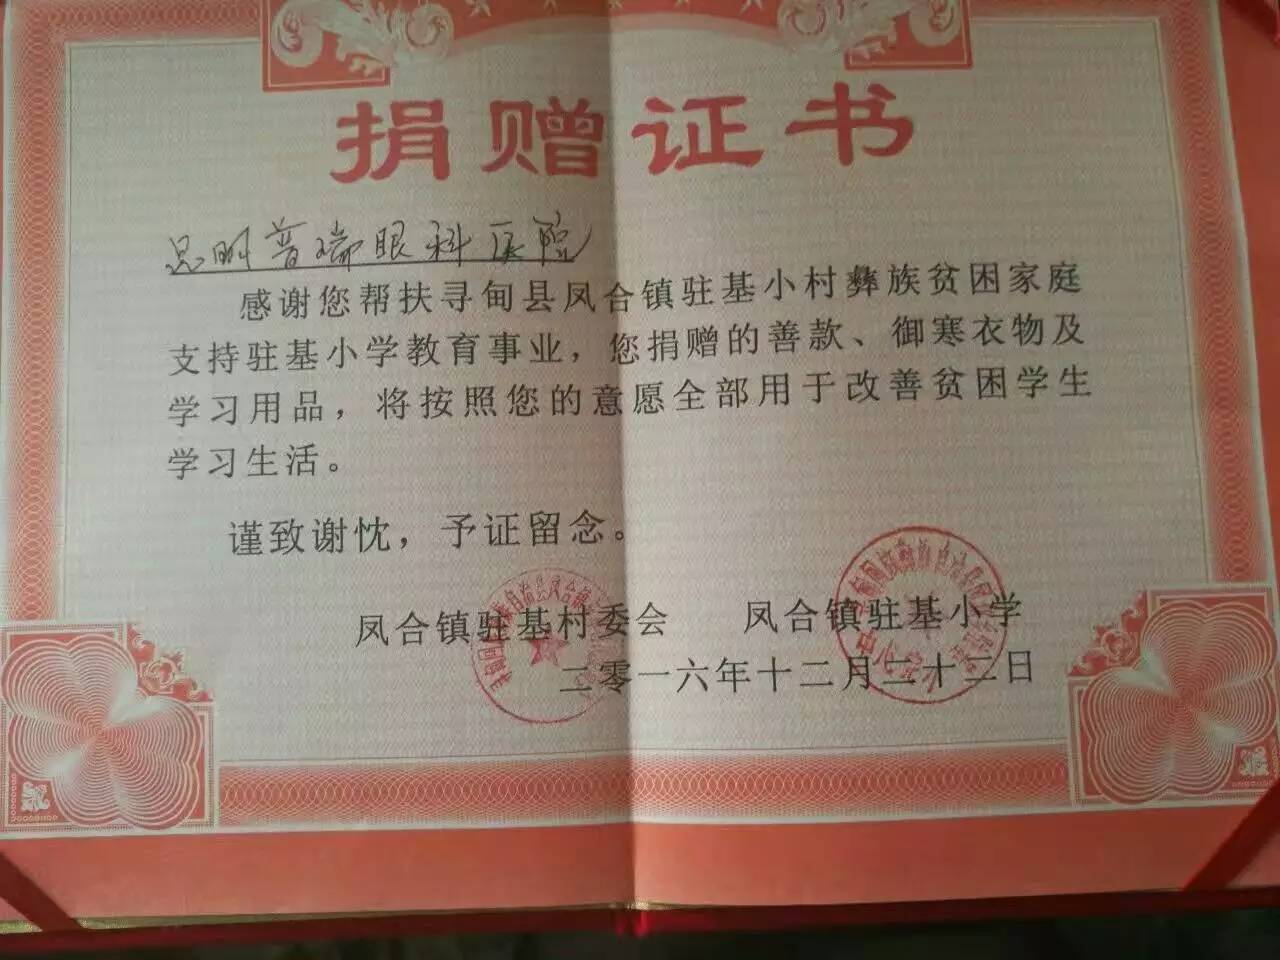 捐赠证书
昆明普瑞眼科医院
感谢您帮扶寻甸县凤合镇驻基小村彝族贫困家庭
支持驻基小学教育事业，您捐赠的善款、御寒衣物及
学习用品，将按照您的意愿全部用于改善贫困学生
学习生活。
谨致谢忱，予证留念。
凤合镇驻基村委会 凤合镇驻基小学
二零一六年十二月二十二日